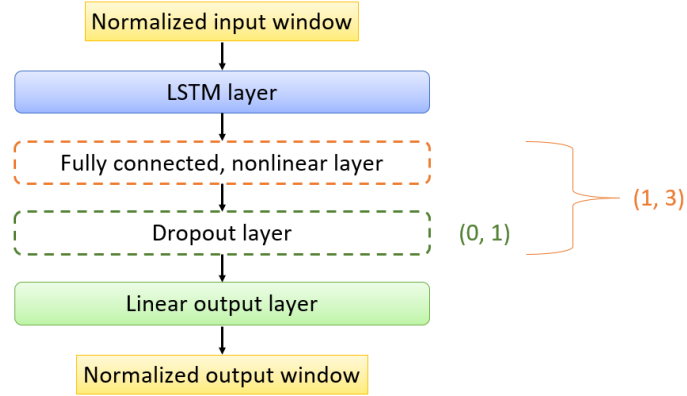 Normalized input window
LSTM layer
Fully connected, nonlinear layer
(1, 3)
Dropout layer
(0, 1)
Linear output layer
Normalized output window